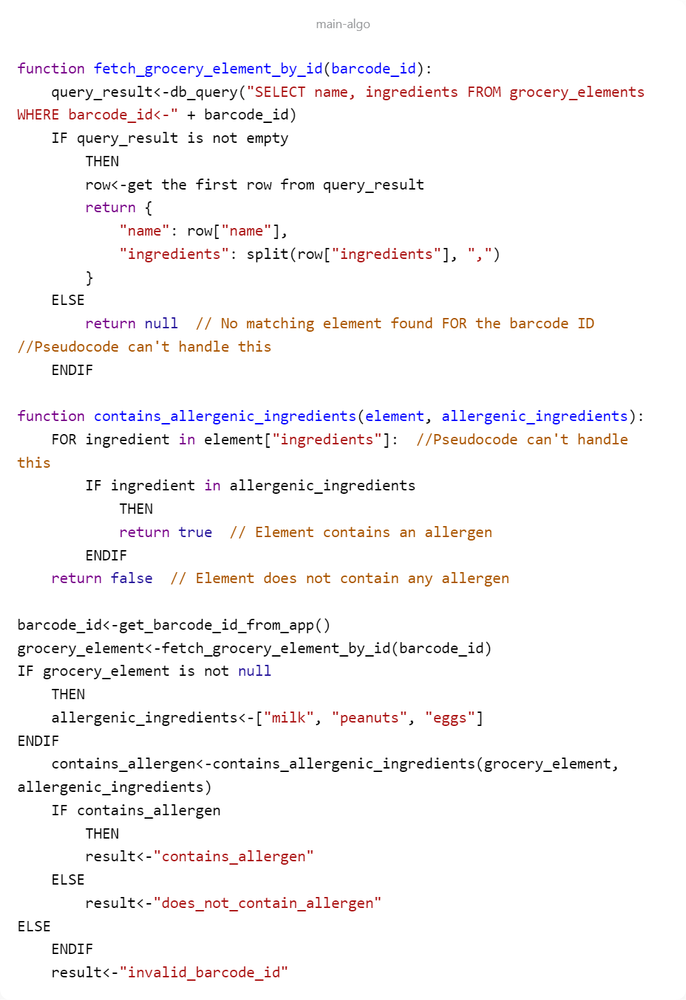 main-algo
function fetch_grocery_element_by_id(barcode_id):
    query_result<-db_query("SELECT name, ingredients FROM grocery_elements
WHERE barcode_id<-" + barcode_id)
    IF query_result is not empty
        THEN
        row<-get the first row from query_result
        return {
            "name": row["name"],
            "ingredients": split(row["ingredients"], ",")
        }
    ELSE
        return null  // No matching element found FOR the barcode ID
//Pseudocode can't handle this
    ENDIF

function contains_allergenic_ingredients(element, allergenic_ingredients):
    FOR ingredient in element["ingredients"]:  //Pseudocode can't handle
this
        IF ingredient in allergenic_ingredients
            THEN
            return true  // Element contains an allergen
        ENDIF
    return false  // Element does not contain any allergen

barcode_id<-get_barcode_id_from_app()
grocery_element<-fetch_grocery_element_by_id(barcode_id)
IF grocery_element is not null
    THEN
    allergenic_ingredients<-["milk", "peanuts", "eggs"]
ENDIF
    contains_allergen<-contains_allergenic_ingredients(grocery_element,
allergenic_ingredients)
    IF contains_allergen
        THEN
        result<-"contains_allergen"
    ELSE
        result<-"does_not_contain_allergen"
ELSE
    ENDIF
    result<-"invalid_barcode_id"